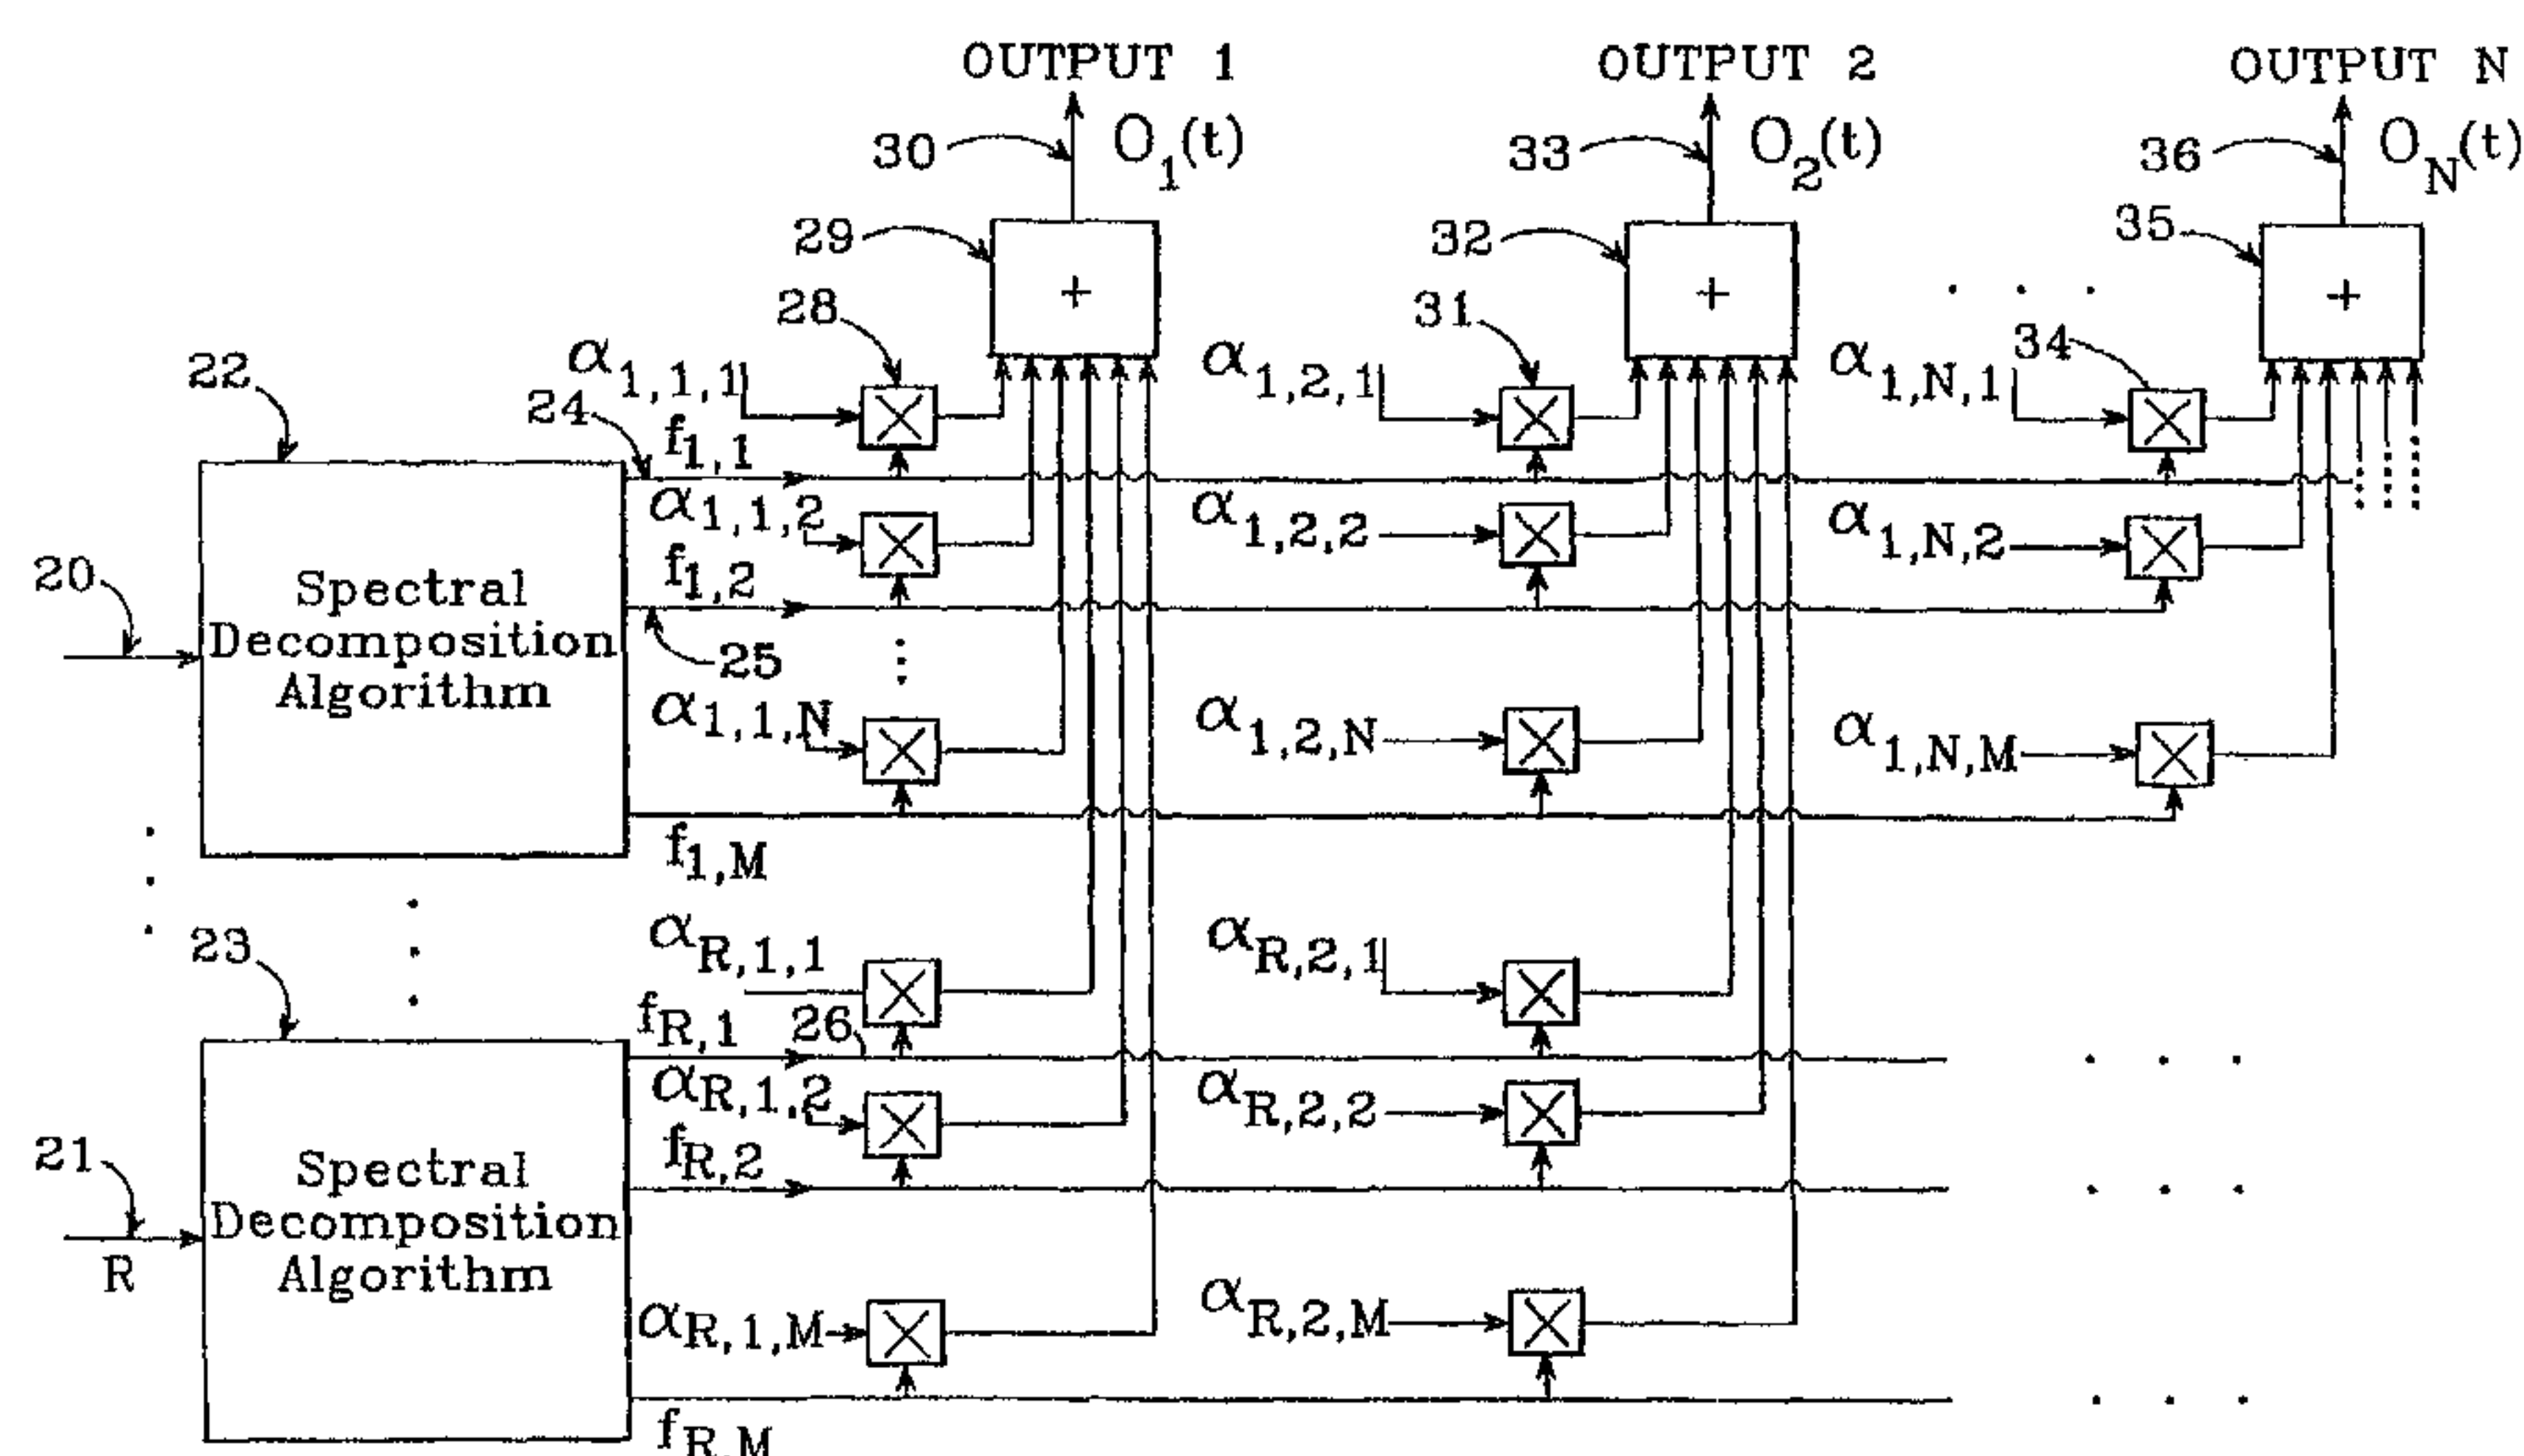 OUTPUT 1 OUTPUT 2 OUTPUT N
30 O1(t) 33 O2(t) 36 ON(t)
29 32 35
+ + +
28 31 34
22 α1,1,1 α1,2,1 α1,N,1
24 f1,1
α1,1,2 α1,2,2 α1,N,2
20 f1,2
Spectral
Decomposition
Algorithm
25
α1,1,N α1,2,N α1,N,M
f1,M
23 αR,1,1 αR,2,1
fR,1 26
αR,1,2 αR,2,2
21 fR,2
R
Spectral
Decomposition
Algorithm
αR,1,M αR,2,M
fR,M